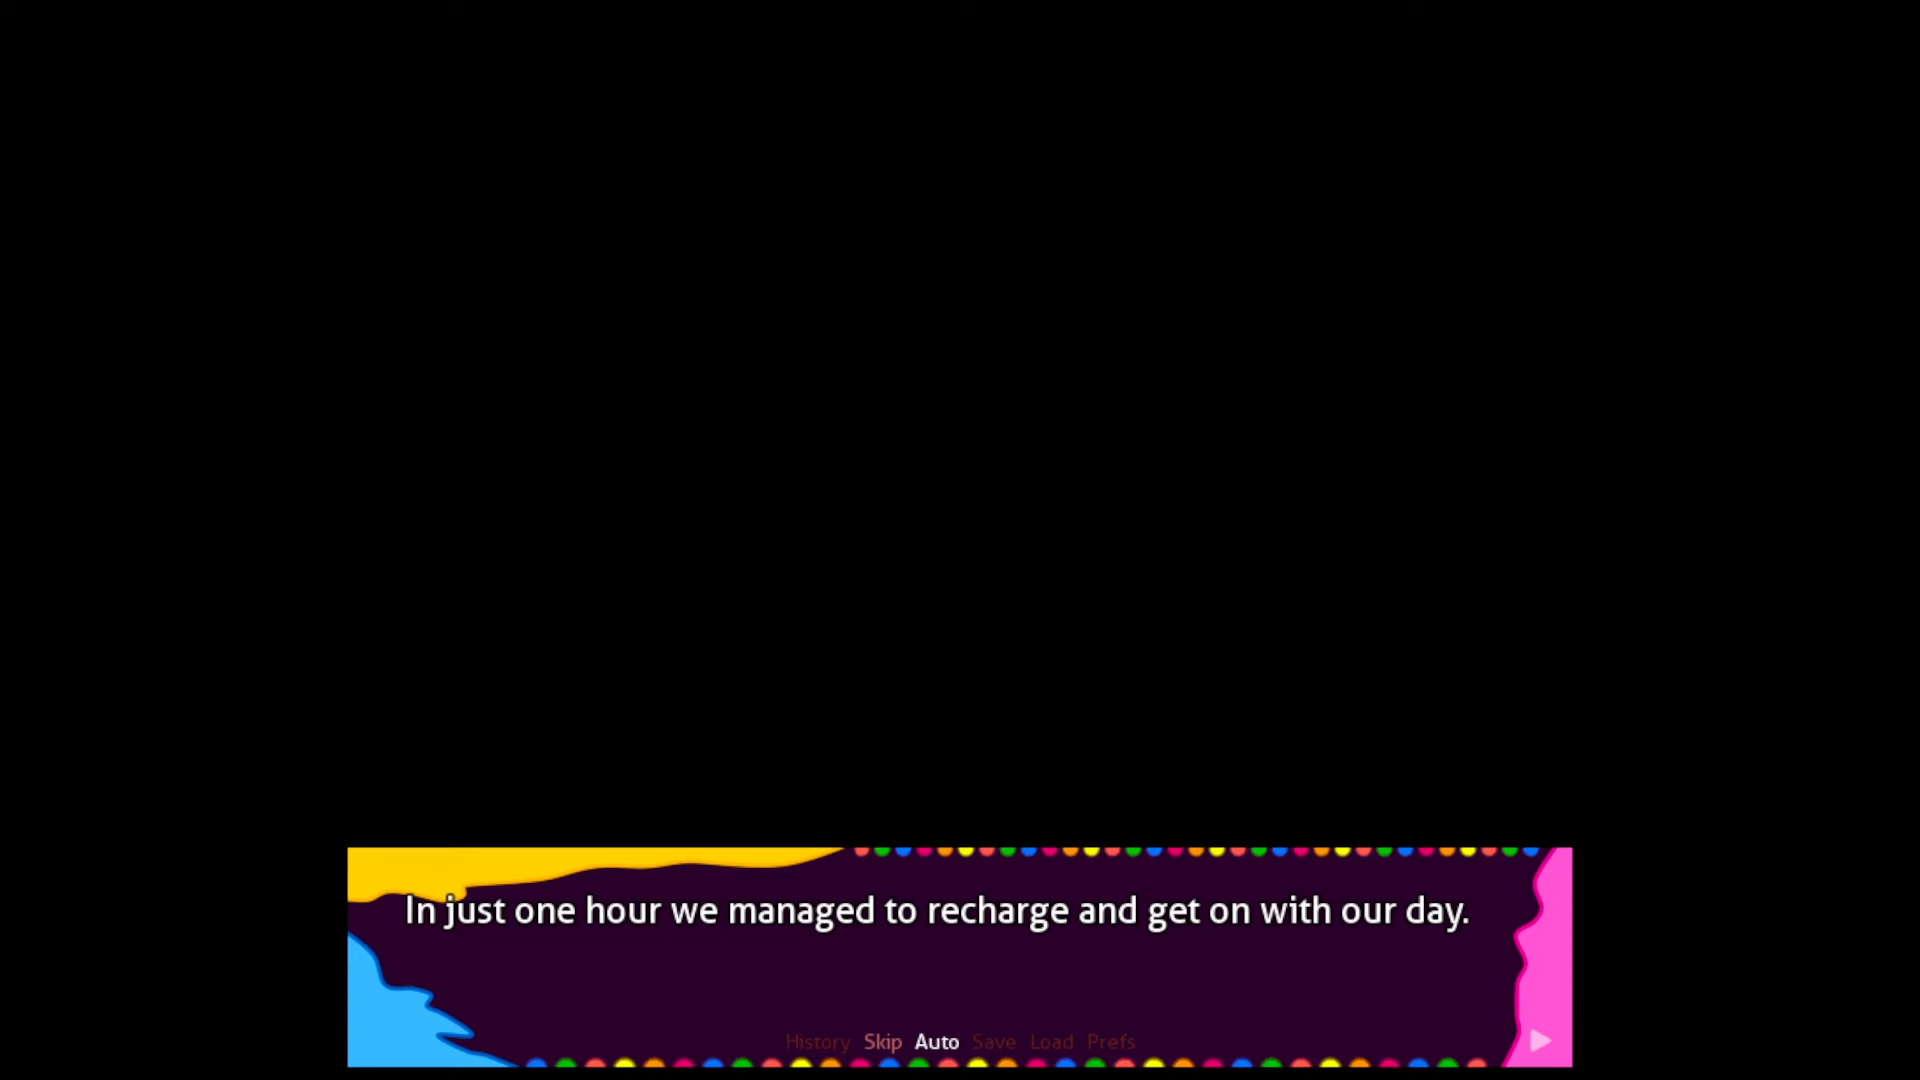 In just one hour we managed to recharge and get on with our day.
History Skip Auto Save Load Prefs